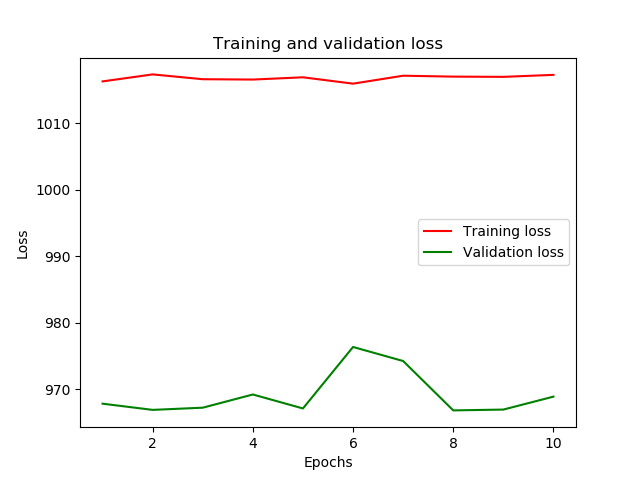 Training and validation loss
1010
1000
990
980
970
Loss
Training loss
Validation loss
2
4
6
8
10
Epochs